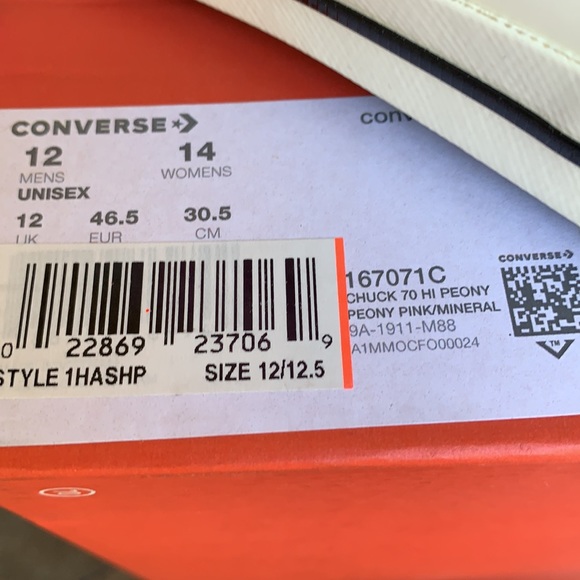 CONVERSE
12 14
MENS WOMENS
UNISEX
12 46.5 30.5
UK EUR CM
0 22869 23706 9
STYLE 1HASHP SIZE 12/12.5
CONVERSE
167071C
CHUCK 70 HI PEONY
PEONY PINK/MINERAL
9A-1911-M88
A1MMOCFO00024
TM